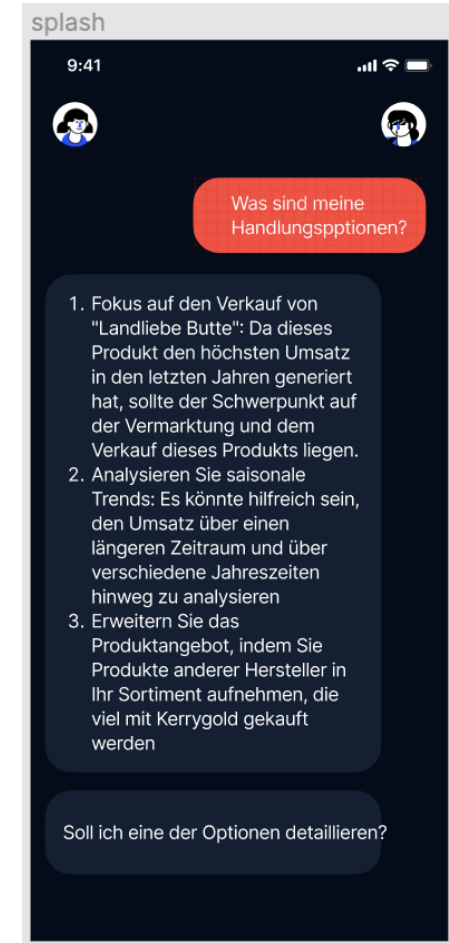 splash
9:41
Was sind meine
Handlungspptionen?
1. Fokus auf den Verkauf von
"Landliebe Butte": Da dieses
Produkt den höchsten Umsatz
in den letzten Jahren generiert
hat, sollte der Schwerpunkt auf
der Vermarktung und dem
Verkauf dieses Produkts liegen.
2. Analysieren Sie saisonale
Trends: Es könnte hilfreich sein,
den Umsatz über einen
längeren Zeitraum und über
verschiedene Jahreszeiten
hinweg zu analysieren
3. Erweitern Sie das
Produktangebot, indem Sie
Produkte anderer Hersteller in
Ihr Sortiment aufnehmen, die
viel mit Kerrygold gekauft
werden
Soll ich eine der Optionen detaillieren?